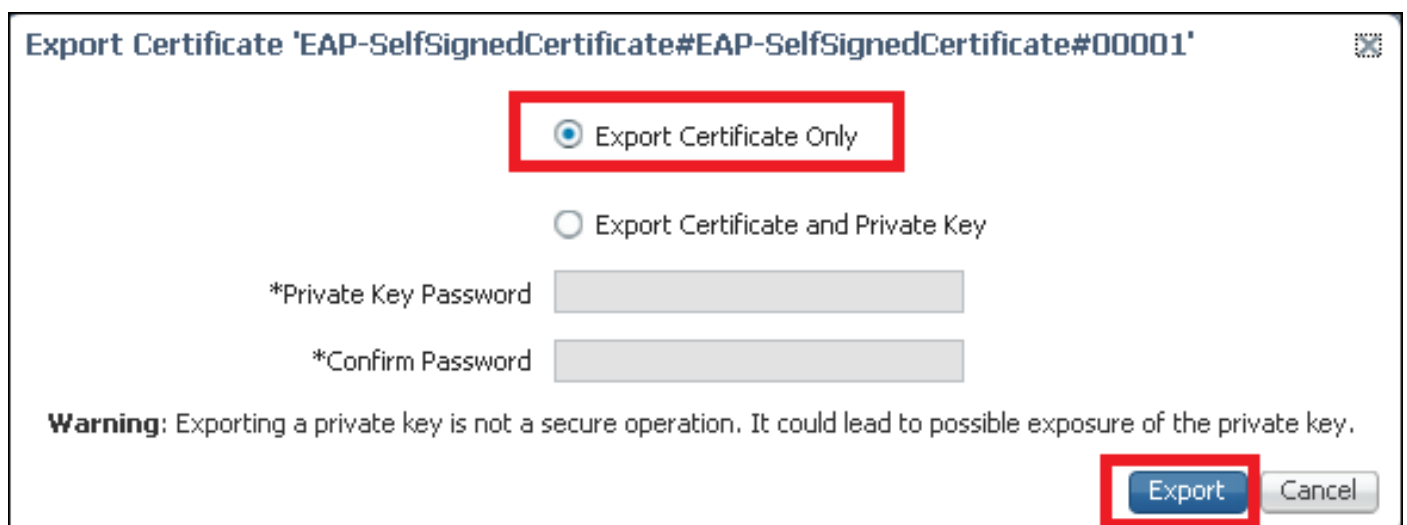 Export Certificate 'EAP-SelfSignedCertificate#EAP-SelfSignedCertificate#00001'
Export Certificate Only
Export Certificate and Private Key
*Private Key Password
*Confirm Password
Warning: Exporting a private key is not a secure operation. It could lead to possible exposure of the private key.
Export Cancel